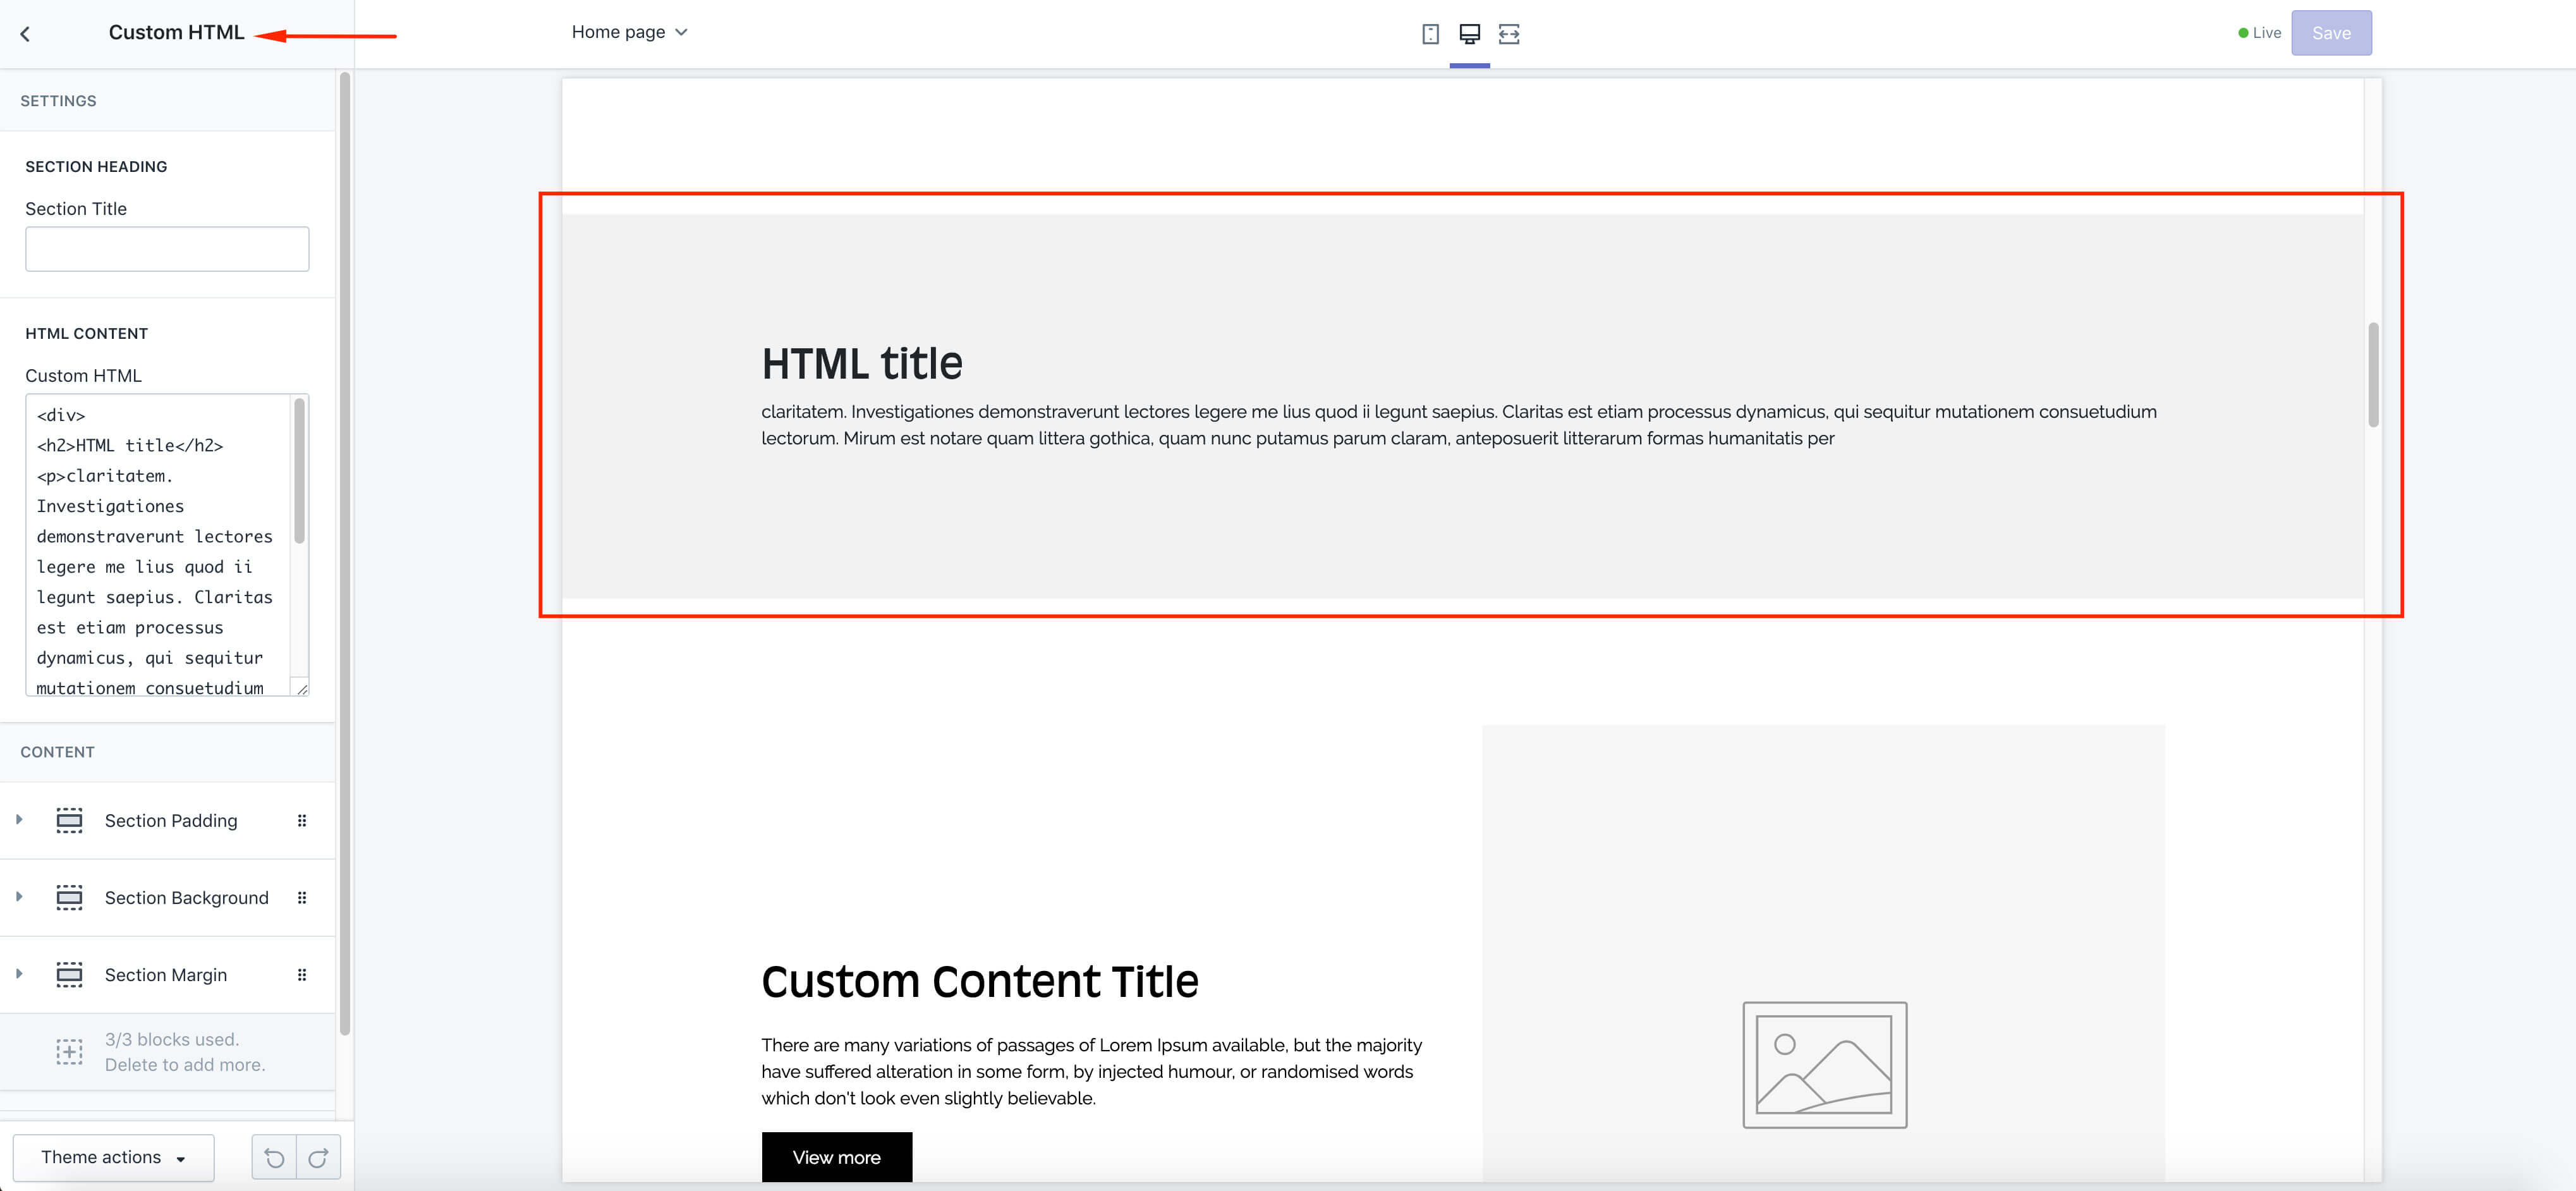 Custom HTML
Home page
Live
Save
SETTINGS
SECTION HEADING
Section Title
HTML CONTENT
Custom HTML
<div>
<h2>HTML title</h2>
<p>claritatem.
Investigationes
demonstraverunt lectores
legere me lius quod ii
legunt saepius. Claritas
est etiam processus
dynamicus, qui sequitur
mutationem consuetudium
CONTENT
Section Padding
Section Background
Section Margin
3/3 blocks used.
Delete to add more.
Theme actions
HTML title
claritatem. Investigationes demonstraverunt lectores legere me lius quod ii legunt saepius. Claritas est etiam processus dynamicus, qui sequitur mutationem consuetudium
lectorum. Mirum est notare quam littera gothica, quam nunc putamus parum claram, anteposuerit litterarum formas humanitatis per
Custom Content Title
There are many variations of passages of Lorem Ipsum available, but the majority
have suffered alteration in some form, by injected humour, or randomised words
which don't look even slightly believable.
View more